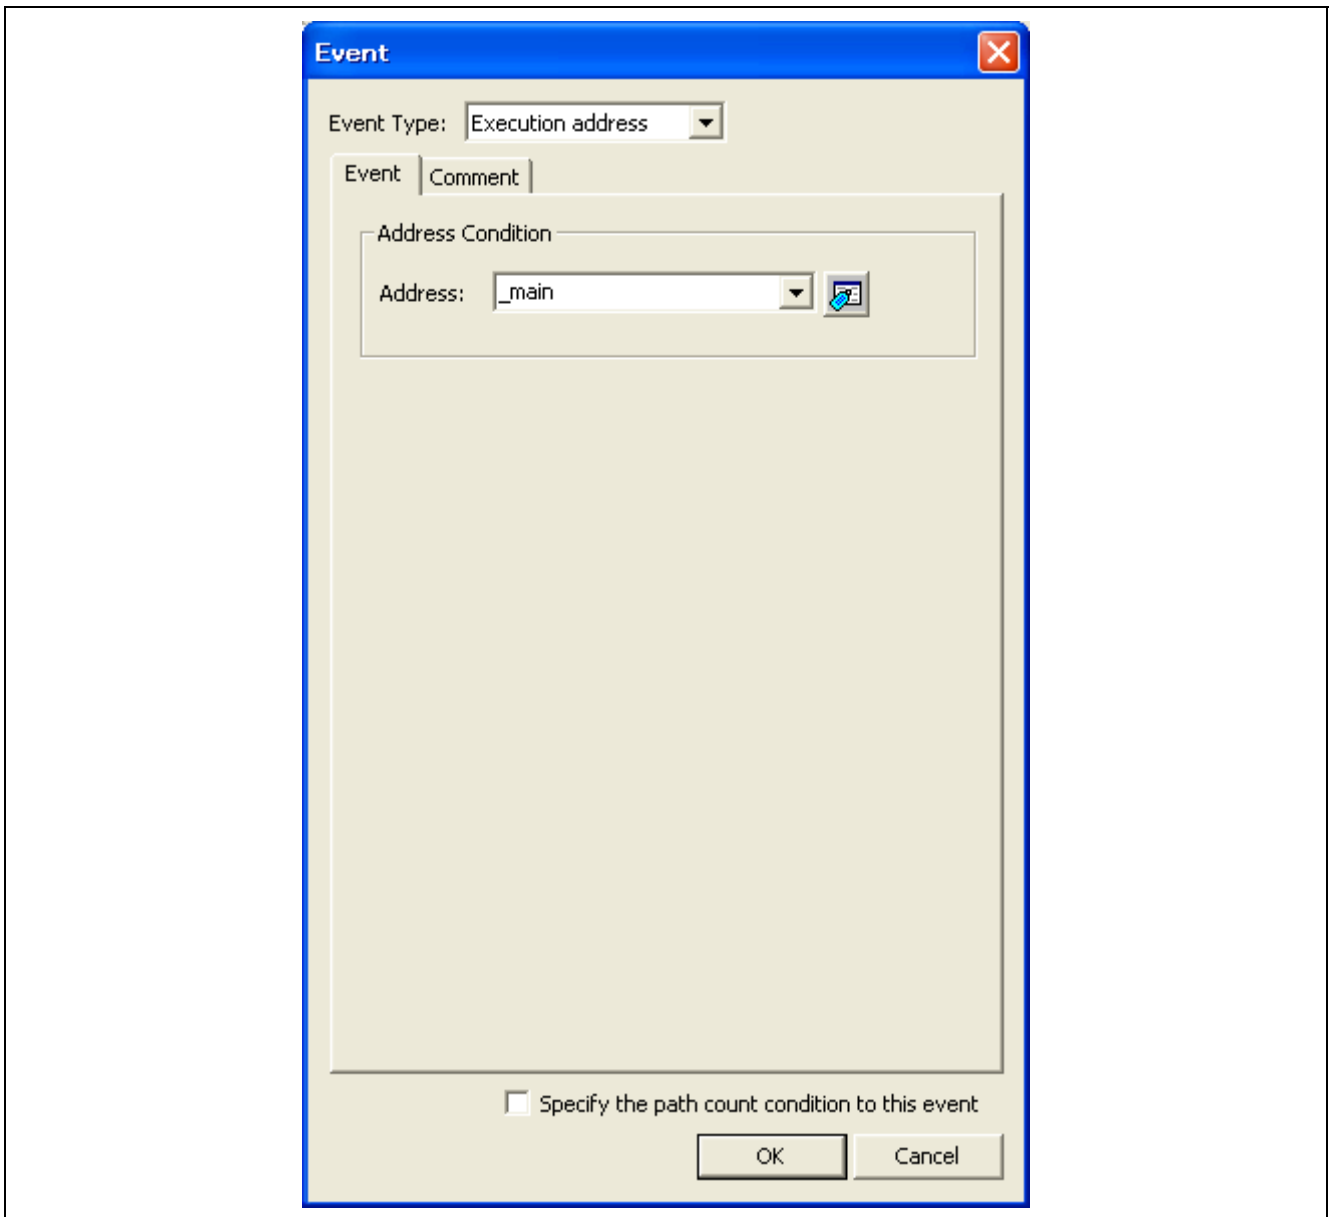 Event
Event Type: Execution address
Event Comment
Address Condition
Address: _main
Specify the path count condition to this event
OK Cancel